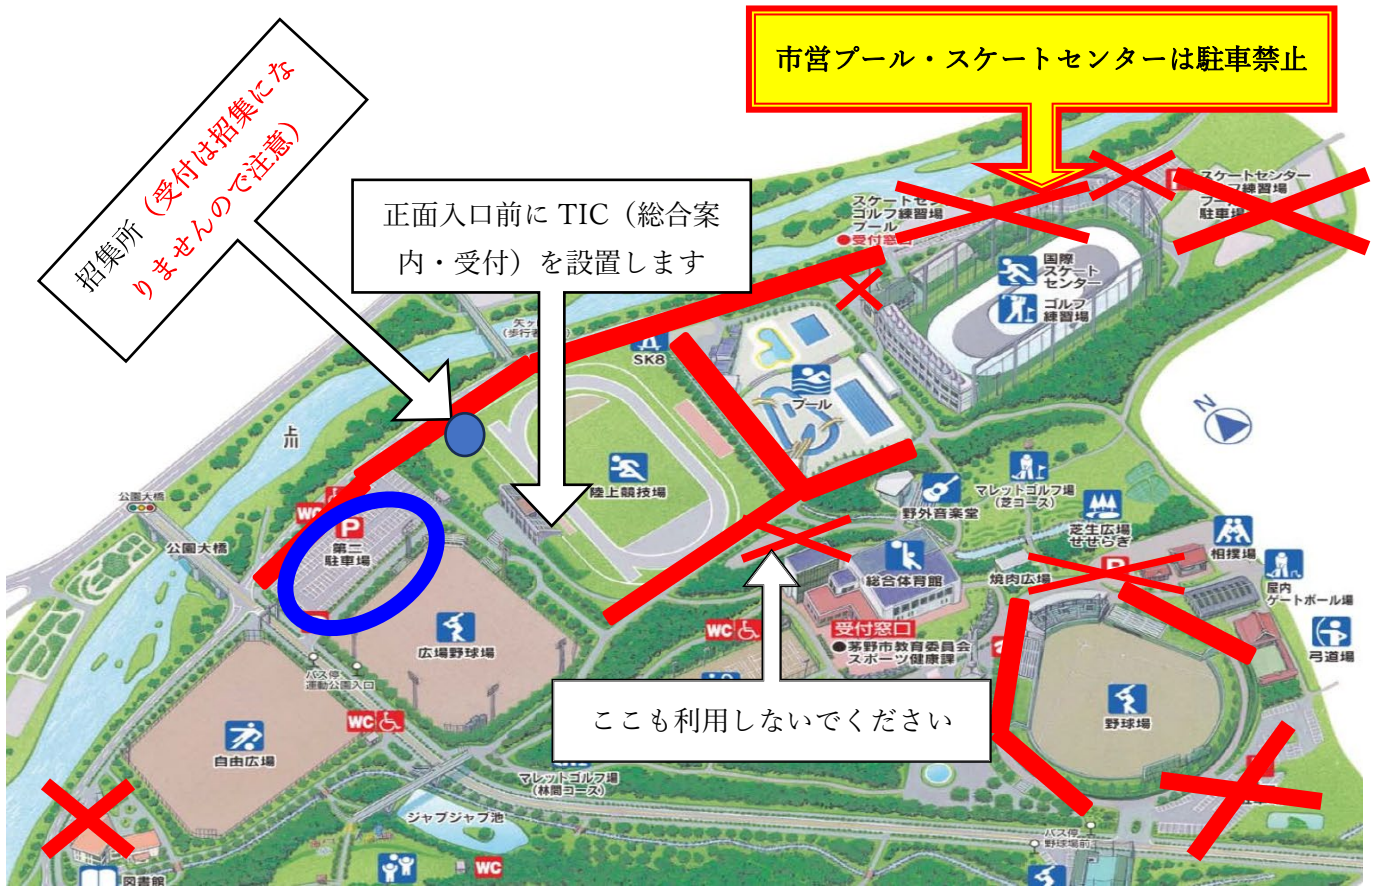 市営プール・スケートセンターは駐車禁止
招集所（受付は招集にな
りませんので注意）
正面入口前に TIC（総合案
内・受付）を設置します
スケートセンター
ゴルフ練習場
プール
駐車場
スケートセン
ゴルフ練習場
プール
●受付窓口
国際
スケート
センター
ゴルフ
練習場
矢ヶ
（歩行者
SK8
プール
N
上川
陸上競技場
マレットゴルフ場
（芝コース）
野外音楽堂
芝生広場
せせらぎ
相撲場
公園大橋
公園大橋
WC
P
第二
駐車場
総合体育館
焼肉広場
P
屋内
ゲートボール場
受付窓口
●茅野市教育委員会
スポーツ健康課
WC
弓道場
広場野球場
バス停
運動公園入口
ここも利用しないでください
野球場
WC
自由広場
マレットゴルフ場
（林間コース）
ジャブジャブ池
バス停
野球場前
WC
図書館